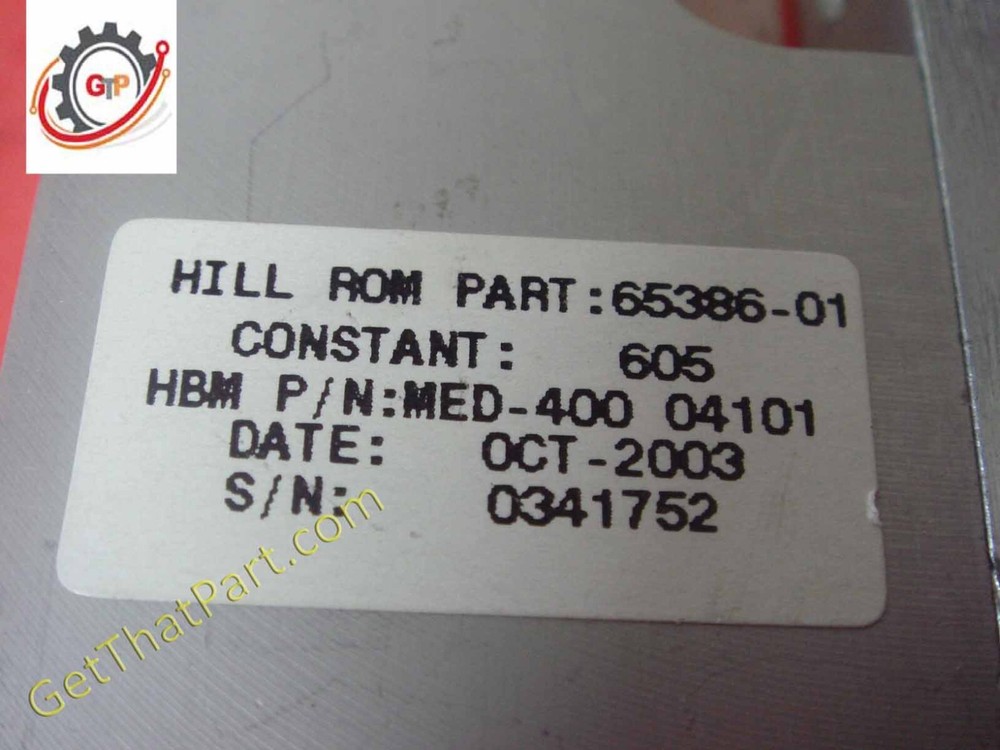 GTP
HILL ROM PART:65386-01
CONSTANT: 605
HBM P/N:MED-400 04101
DATE: OCT-2003
S/N: 0341752
GetThatPart.com